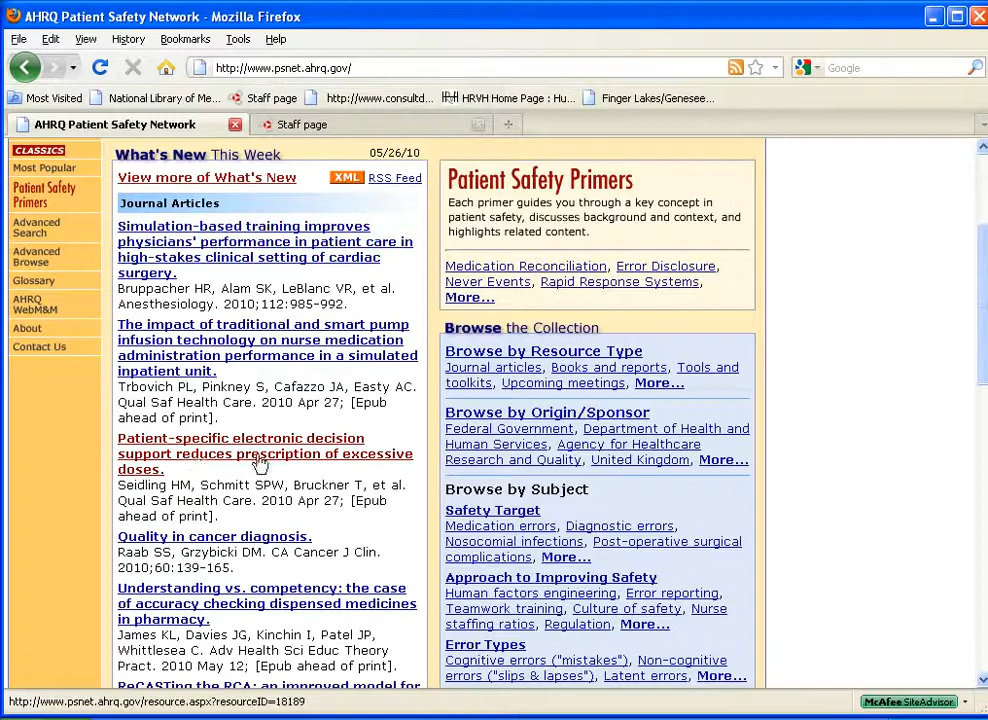 AHRQ Patient Safety Network - Mozilla Firefox
File Edit View History Bookmarks Tools Help
http://www.psnet.ahrq.gov/
Google
Most Visited National Library of Me... Staff page http://www.consultd... HRVH Home Page : Hu... Finger Lakes/Genesee...
AHRQ Patient Safety Network Staff page
CLASSICS
Most Popular
Patient Safety
Primers
Advanced
Search
Advanced
Browse
Glossary
AHRQ
WebM&M
About
Contact Us
What's New This Week 05/26/10
View more of What's New XML RSS Feed
Journal Articles
Simulation-based training improves
physicians' performance in patient care in
high-stakes clinical setting of cardiac
surgery.
Bruppacher HR, Alam SK, LeBlanc VR, et al.
Anesthesiology. 2010;112:985-992.
The impact of traditional and smart pump
infusion technology on nurse medication
administration performance in a simulated
inpatient unit.
Trbovich PL, Pinkney S, Cafazzo JA, Easty AC.
Qual Saf Health Care. 2010 Apr 27; [Epub
ahead of print].
Patient-specific electronic decision
support reduces prescription of excessive
doses.
Seidling HM, Schmitt SPW, Bruckner T, et al.
Qual Saf Health Care. 2010 Apr 27; [Epub
ahead of print].
Quality in cancer diagnosis.
Raab SS, Grzybicki DM. CA Cancer J Clin.
2010;60:139-165.
Understanding vs. competency: the case
of accuracy checking dispensed medicines
in pharmacy.
James KL, Davies JG, Kinchin I, Patel JP,
Whittlesea C. Adv Health Sci Educ Theory
Pract. 2010 May 12; [Epub ahead of print].
ReCASTing the RCA: an improved model for
Patient Safety Primers
Each primer guides you through a key concept in
patient safety, discusses background and context, and
highlights related content.
Medication Reconciliation, Error Disclosure,
Never Events, Rapid Response Systems,
More...
Browse the Collection
Browse by Resource Type
Journal articles, Books and reports, Tools and
toolkits, Upcoming meetings, More...
Browse by Origin/Sponsor
Federal Government, Department of Health and
Human Services, Agency for Healthcare
Research and Quality, United Kingdom, More...
Browse by Subject
Safety Target
Medication errors, Diagnostic errors,
Nosocomial infections, Post-operative surgical
complications, More...
Approach to Improving Safety
Human factors engineering, Error reporting,
Teamwork training, Culture of safety, Nurse
staffing ratios, Regulation, More...
Error Types
Cognitive errors ("mistakes"), Non-cognitive
errors ("slips & lapses"), Latent errors, More...
http://www.psnet.ahrq.gov/resource.aspx?resourceID=18189
McAfee SiteAdvisor